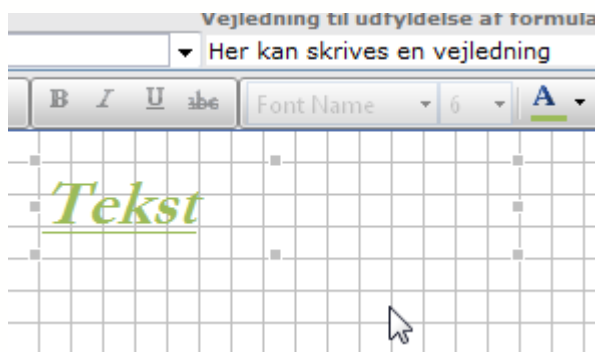 Vejledning til udfyldelse af formula
Her kan skrives en vejledning
B I U abc Font Name 6 A
Tekst